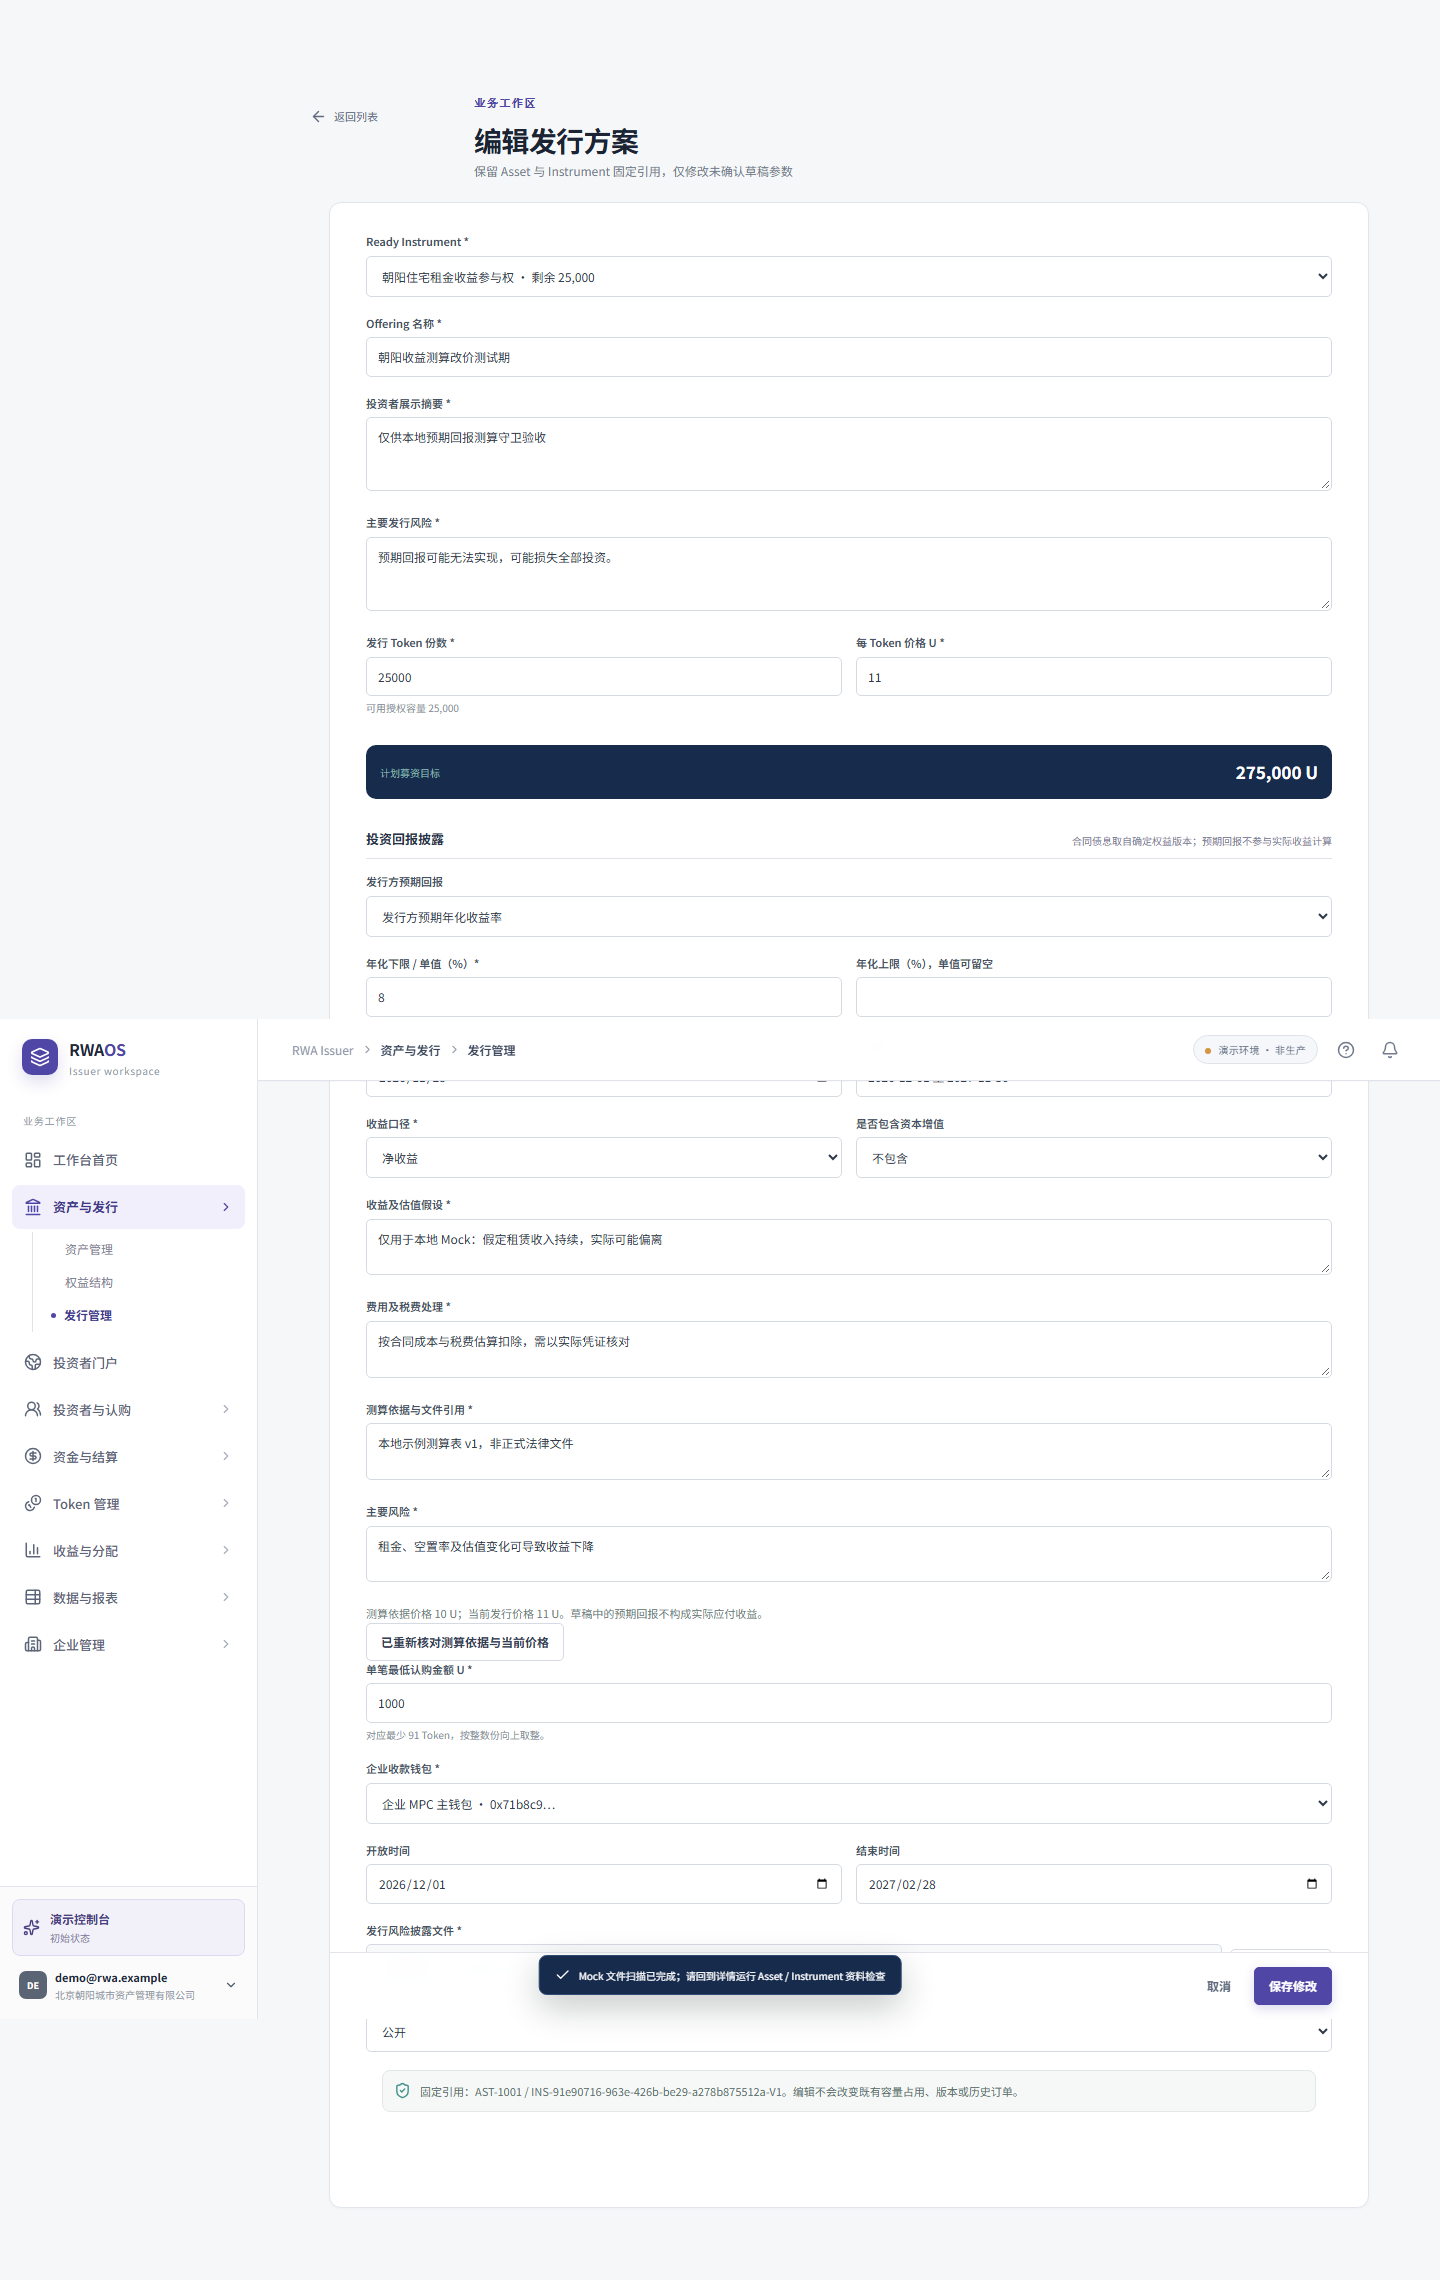 返回列表
业务工作区
编辑发行方案
保留 Asset 与 Instrument 固定引用，仅修改未确认草稿参数
Ready Instrument *
朝阳住宅租金收益参与权 · 剩余 25,000
Offering 名称 *
朝阳收益测算改价测试期
投资者展示摘要 *
仅供本地预期回报测算守卫验收
主要发行风险 *
预期回报可能无法实现，可能损失全部投资。
发行 Token 份数 *
每 Token 价格 U *
25000
11
可用授权容量 25,000
计划募资目标
275,000 U
投资回报披露
合同债息取自确定权益版本；预期回报不参与实际收益计算
发行方预期回报
发行方预期年化收益率
年化下限 / 单值（%）*
年化上限（%），单值可留空
8
RWAOS
Issuer workspace
RWA Issuer
资产与发行
发行管理
演示环境 · 非生产
业务工作区
工作台首页
资产与发行
资产管理
权益结构
发行管理
投资者门户
投资者与认购
资金与结算
Token 管理
收益与分配
数据与报表
企业管理
演示控制台
初始状态
DE
demo@rwa.example
北京朝阳城市资产管理有限公司
收益口径 *
是否包含资本增值
净收益
不包含
收益及估值假设 *
仅用于本地 Mock：假定租赁收入持续，实际可能偏离
费用及税费处理 *
按合同成本与税费估算扣除，需以实际凭证核对
测算依据与文件引用 *
本地示例测算表 v1，非正式法律文件
主要风险 *
租金、空置率及估值变化可导致收益下降
测算依据价格 10 U；当前发行价格 11 U。草稿中的预期回报不构成实际应付收益。
已重新核对测算依据与当前价格
单笔最低认购金额 U *
1000
对应最少 91 Token，按整数份向上取整。
企业收款钱包 *
企业 MPC 主钱包 · 0x71b8c9…
开放时间
结束时间
2026/12/01
2027/02/28
发行风险披露文件 *
Mock 文件扫描已完成；请回到详情运行 Asset / Instrument 资料检查
取消
保存修改
公开
固定引用：AST-1001 / INS-91e90716-963e-426b-be29-a278b875512a-V1。编辑不会改变既有容量占用、版本或历史订单。